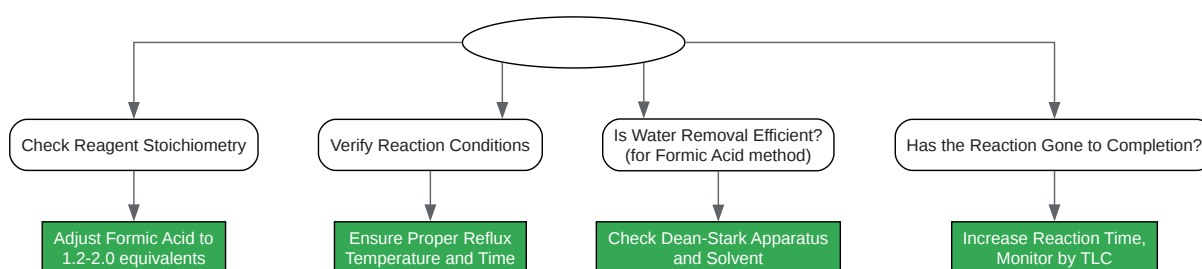 Check Reagent Stoichiometry
Verify Reaction Conditions
Is Water Removal Efficient?
(for Formic Acid method)
Has the Reaction Gone to Completion?
Adjust Formic Acid to
1.2-2.0 equivalents
Ensure Proper Reflux
Temperature and Time
Check Dean-Stark Apparatus
and Solvent
Increase Reaction Time,
Monitor by TLC